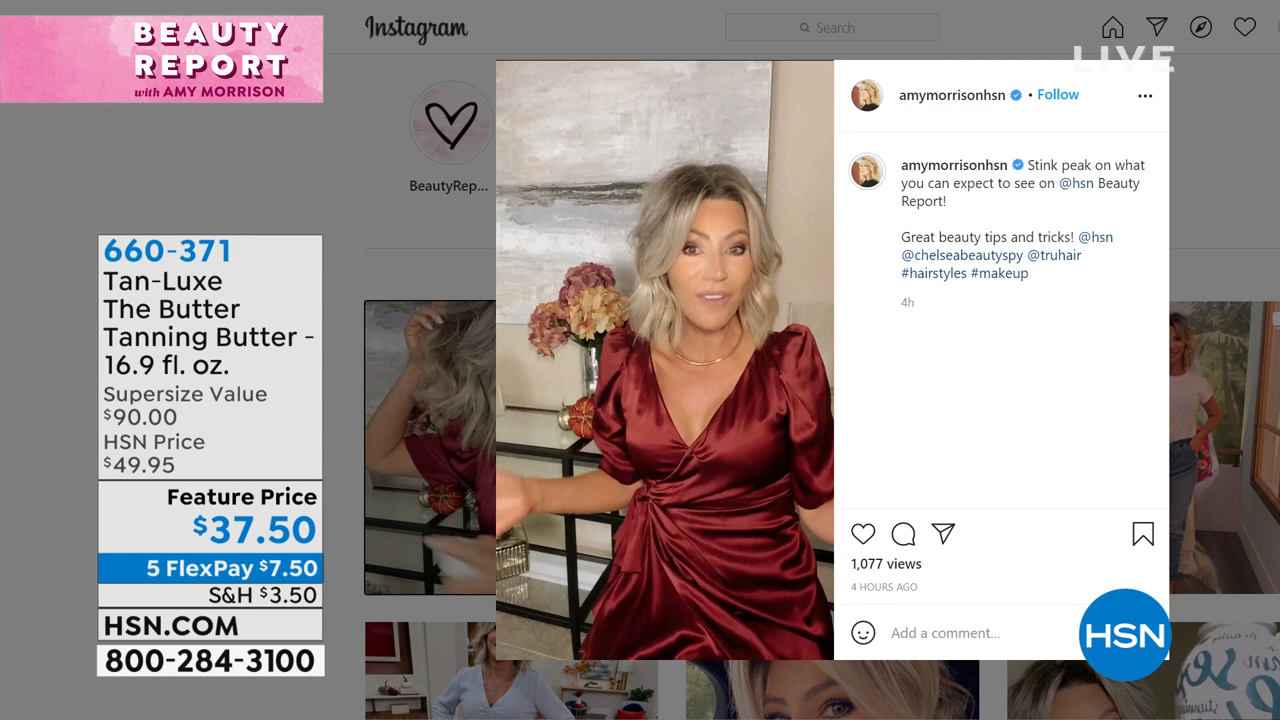 BEAUTY
REPORT
with AMY MORRISON
Instagram
Search
LIVE
BeautyRep...
amymorrisonhsn • Follow
amymorrisonhsn Stink peak on what
you can expect to see on @hsn Beauty
Report!
Great beauty tips and tricks! @hsn
@chelseabeautyspy @truhair
#hairstyles #makeup
4h
1,077 views
4 HOURS AGO
Add a comment...
HSN
660-371
Tan-Luxe
The Butter
Tanning Butter -
16.9 fl. oz.
Supersize Value
$90.00
HSN Price
$49.95
Feature Price
$37.50
5 FlexPay $7.50
S&H $3.50
HSN.COM
800-284-3100